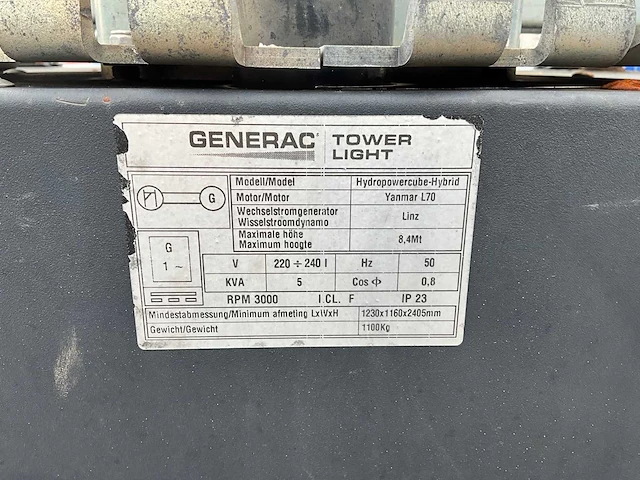 GENERAC TOWER LIGHT
Modell/Model Hydropowercube-Hybrid
Motor/Motor Yanmar L70
Wechselstromgenerator
Wisselstroomdynamo Linz
Maximale höhe
Maximum hoogte 8,4Mt
G
G
1 ~
V 220 ÷ 240 I Hz 50
KVA 5 Cos Φ 0,8
RPM 3000 I.CL. F IP 23
Mindestabmessung/Minimum afmeting LxWxH 1230x1160x2405mm
Gewicht/Gewicht 1100Kg